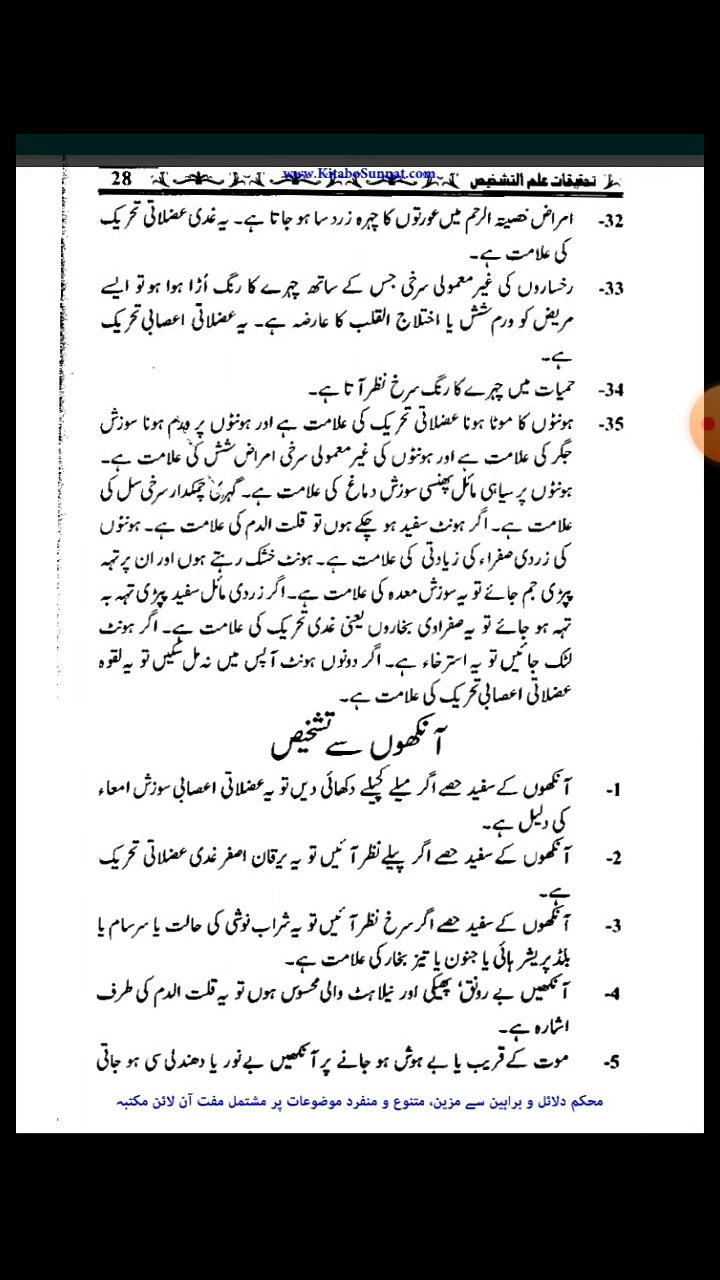 تحقیقات علم التشخیص www.KitaboSunnat.com 28
32- امراض خصیتہ الرحم میں عورتوں کا چہرہ زرد سا ہو جاتا ہے۔ یہ غدی عضلاتی تحریک
کی علامت ہے۔
33- رخساروں کی غیر معمولی سرخی جس کے ساتھ چہرے کا رنگ اُڑا ہوا ہو تو ایسے
مریض کو ورم شش یا اختلاج القلب کا عارضہ ہے۔ یہ عضلاتی اعصابی تحریک
ہے۔
34- حمیات میں چہرے کا رنگ سرخ نظر آتا ہے۔
35- ہونٹوں کا موٹا ہونا عضلاتی تحریک کی علامت ہے اور ہونٹوں پر ورم ہونا سوزش
جگر کی علامت ہے اور ہونٹوں کی غیر معمولی سرخی امراض شش کی علامت ہے۔
ہونٹوں پر سیاہی مائل پھنسی سوزش دماغ کی علامت ہے۔ گہری چمکدار سرخی سل کی
علامت ہے۔ اگر ہونٹ سفید ہو چکے ہوں تو قلت الدم کی علامت ہے۔ ہونٹوں
کی زردی صفراء کی زیادتی کی علامت ہے۔ ہونٹ خشک رہتے ہوں اور ان پر تہہ
پپڑی جم جائے تو یہ سوزش معدہ کی علامت ہے۔ اگر زردی مائل سفید پپڑی تہہ بہ
تہہ ہو جائے تو یہ صفراوی بخاروں یعنی غدی تحریک کی علامت ہے۔ اگر ہونٹ
لٹک جائیں تو یہ استرخاء ہے۔ اگر دونوں ہونٹ آپس میں نہ مل سکیں تو یہ لقوہ
عضلاتی اعصابی تحریک کی علامت ہے۔
آنکھوں سے تشخیص
1- آنکھوں کے سفید حصے اگر میلے کچیلے دکھائی دیں تو یہ عضلاتی اعصابی سوزش امعاء
کی دلیل ہے۔
2- آنکھوں کے سفید حصے اگر پیلے نظر آئیں تو یہ یرقان اصفر غدی عضلاتی تحریک
ہے۔
3- آنکھوں کے سفید حصے اگر سرخ نظر آئیں تو یہ شراب نوشی کی حالت یا سرسام یا
بلڈ پریشر ہائی یا جنون یا تیز بخار کی علامت ہے۔
4- آنکھیں بے رونق، پھیکی اور نیلاہٹ والی محسوس ہوں تو یہ قلت الدم کی طرف
اشارہ ہے۔
5- موت کے قریب یا بے ہوش ہو جانے پر آنکھیں بے نور یا دھندلی سی ہو جاتی
محکم دلائل و براہین سے مزین، متنوع و منفرد موضوعات پر مشتمل مفت آن لائن مکتبہ